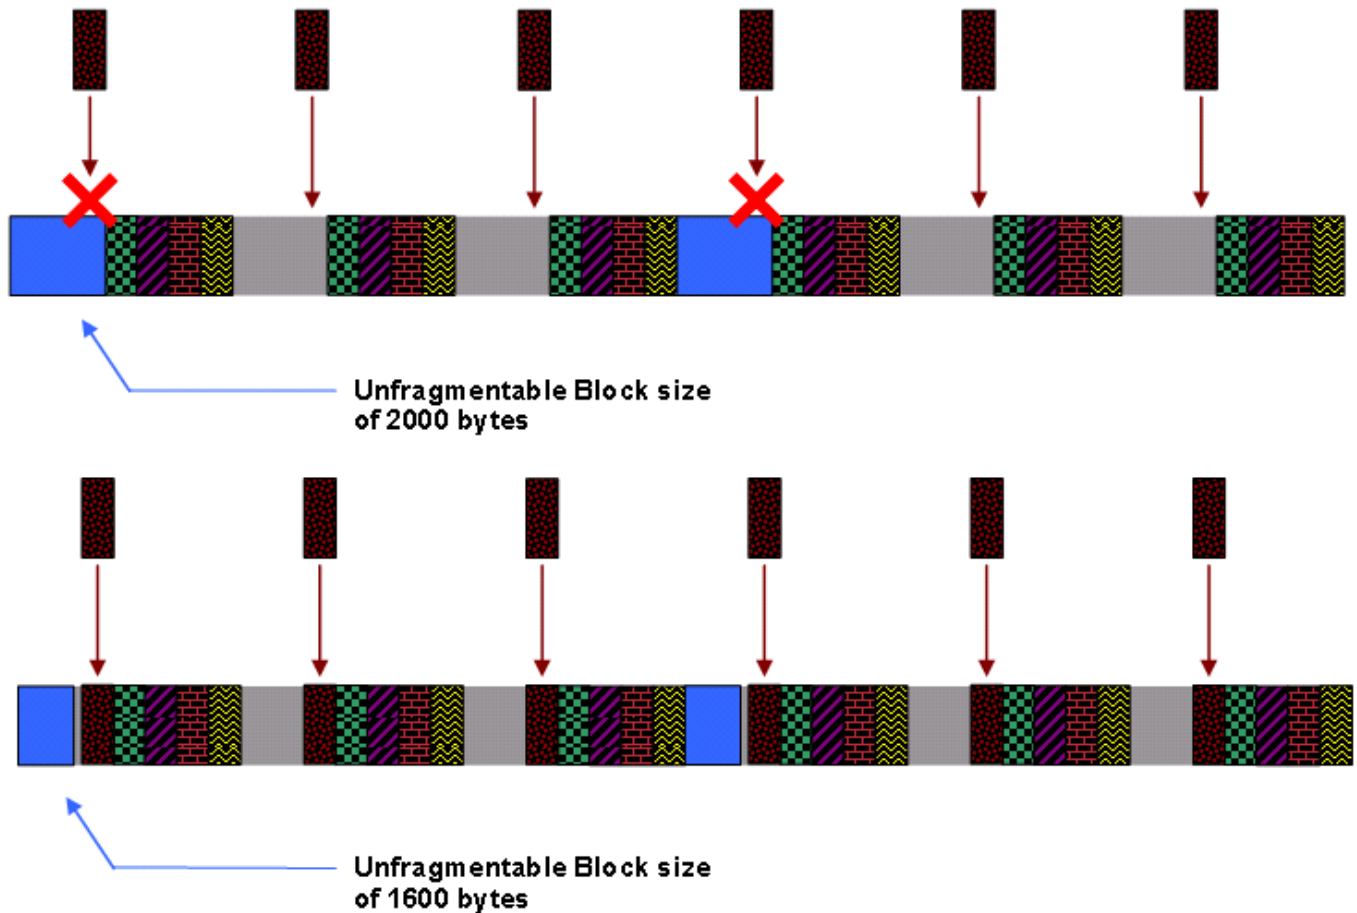 Unfragmentable Block size
of 2000 bytes
Unfragmentable Block size
of 1600 bytes